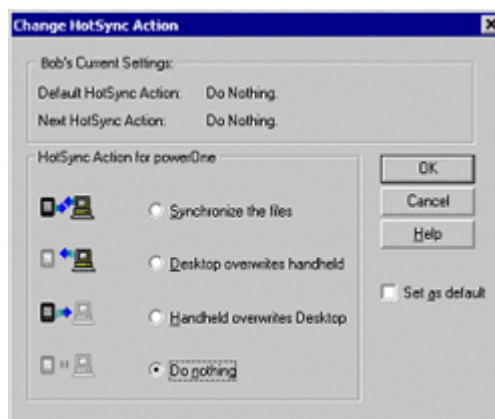 Change HotSync Action
Bob's Current Settings:
Default HotSync Action: Do Nothing.
Next HotSync Action: Do Nothing.
HotSync Action for powerOne
Synchronize the files
Desktop overwrites handheld
Handheld overwrites Desktop
Do nothing
OK
Cancel
Help
Set as default